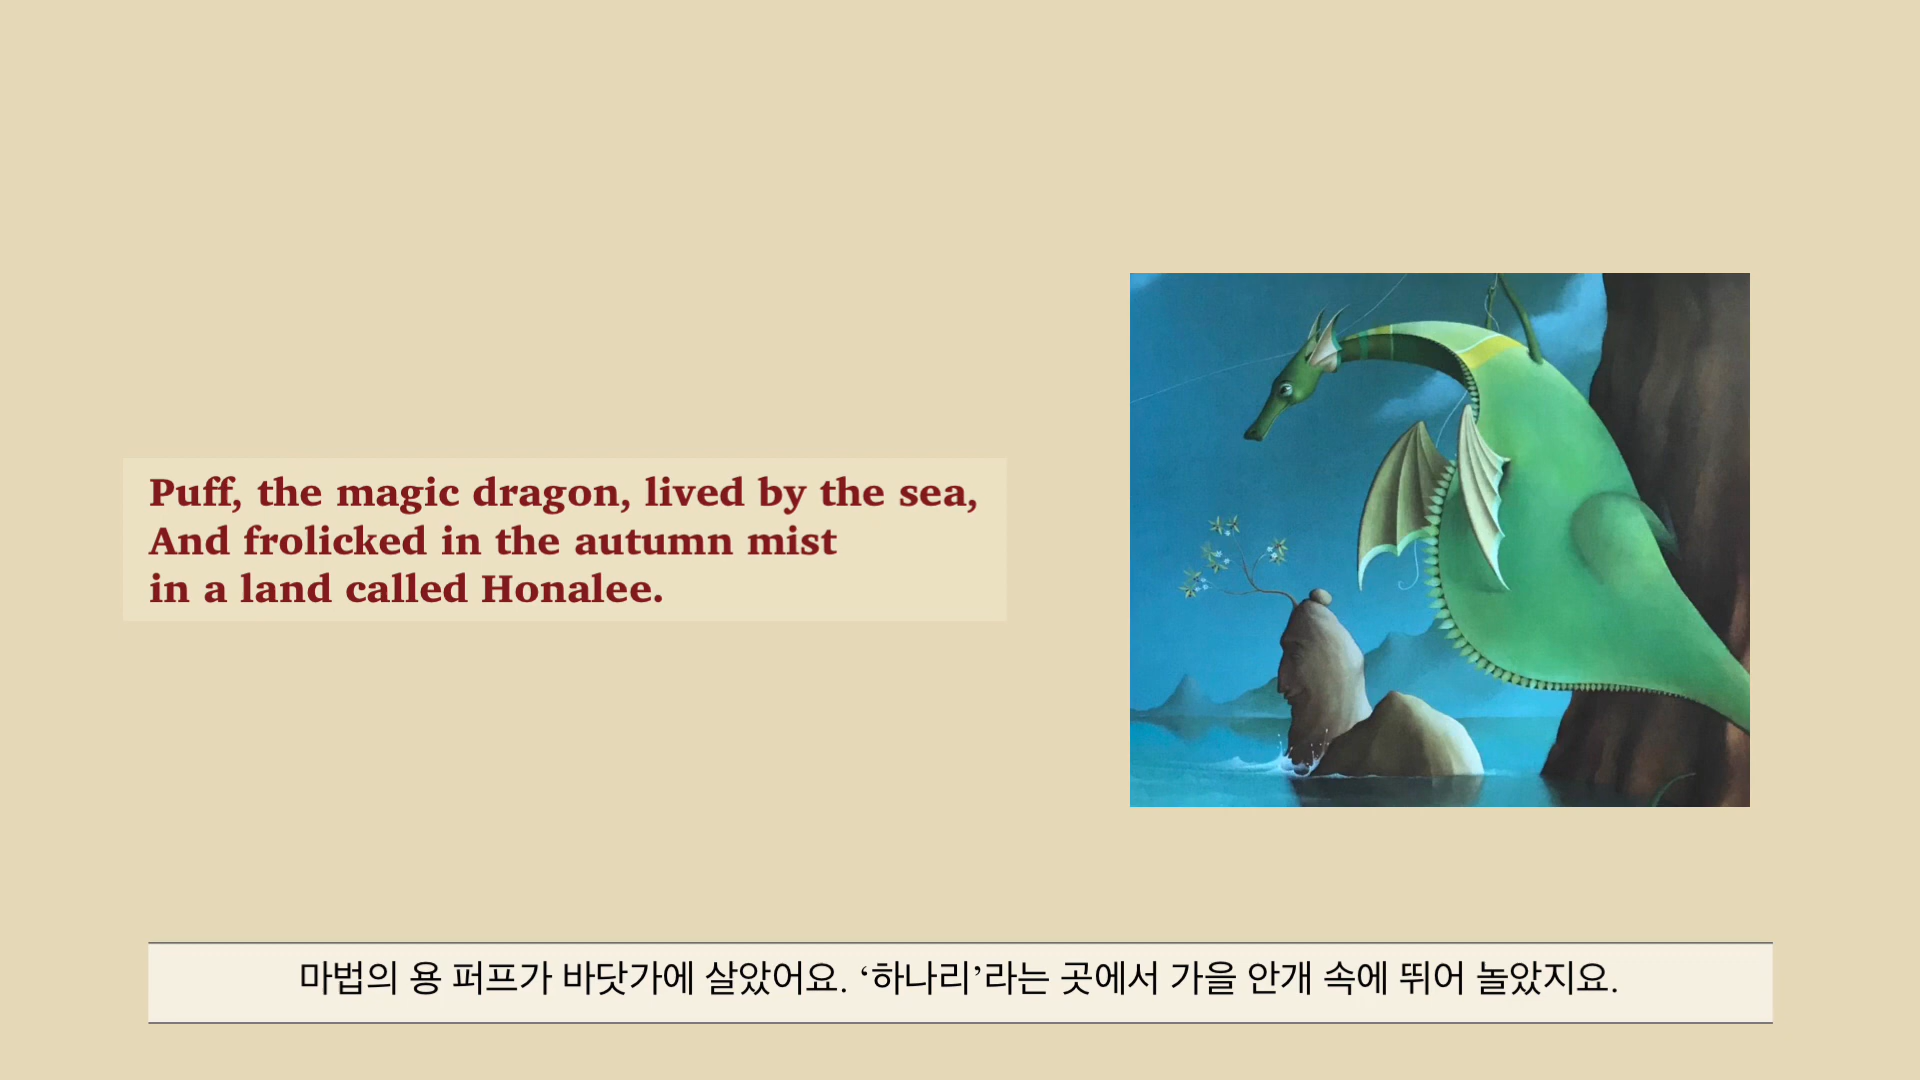 Puff, the magic dragon, lived by the sea,
And frolicked in the autumn mist
in a land called Honalee.
마법의 용 퍼프가 바닷가에 살았어요. ‘하나리’라는 곳에서 가을 안개 속에 뛰어 놀았지요.